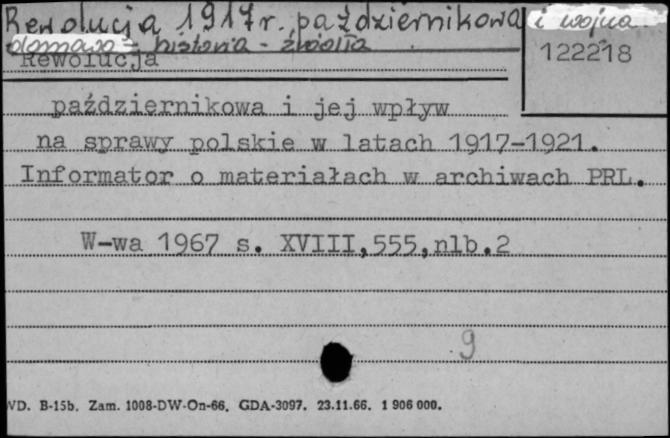 Rewolucja 1917r. październikowa i wojna
domowa - historia - źródła
122218
Rewolucja
październikowa i jej wpływ
na sprawy polskie w latach 1917-1921.
Informator o materiałach w archiwach PRL.
W-wa 1967 s. XVIII,555,nlb.2
9
VD. B-15b. Zam. 1008-DW-On-66. GDA-3097. 23.11.66. 1 906 000.